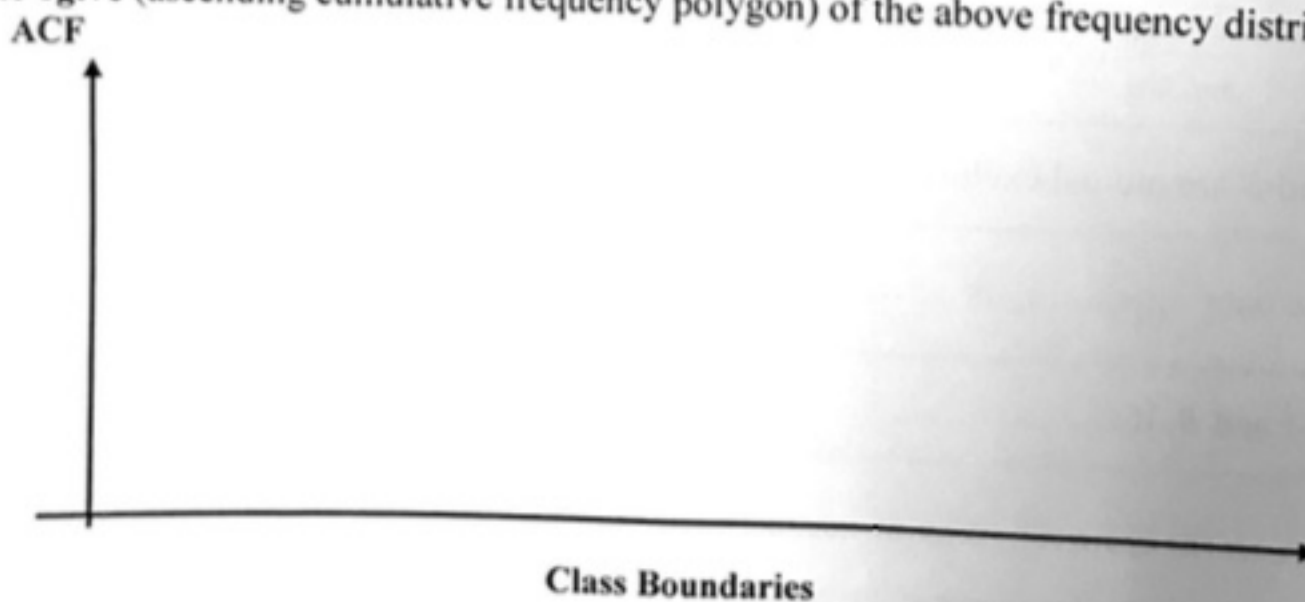 (ascending cumulative frequency polygon) of the above frequency distri
ACF
Class Boundaries